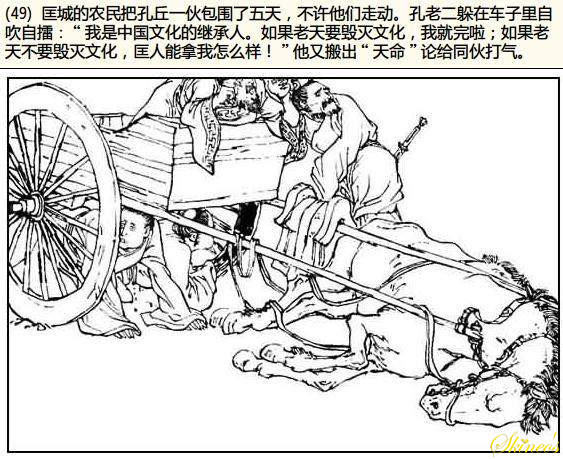 (49) 匡城的农民把孔丘一伙包围了五天，不许他们走动。孔老二躲在车子里自
吹自擂：“我是中国文化的继承人。如果老天要毁灭文化，我就完啦；如果老
天不要毁灭文化，匡人能拿我怎么样！”他又搬出“天命”论给同伙打气。
Skineo's